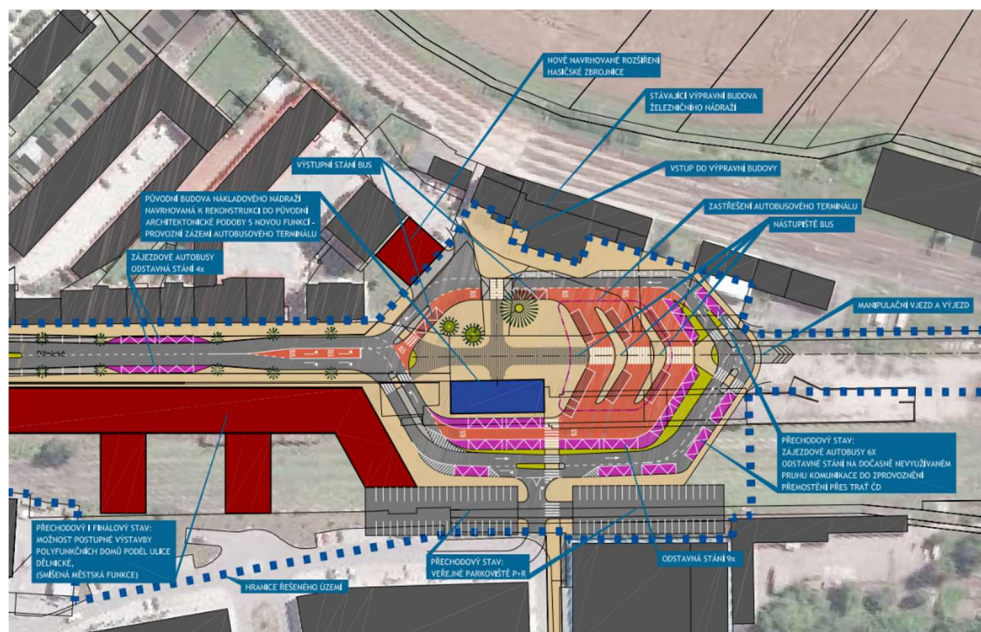 NOVĚ NAVRHOVANÉ ROZŠÍŘENÍ
HASIČSKÉ ZBROJNICE
STÁVAJÍCÍ VÝPRAVNÍ BUDOVA
ŽELEZNIČNÍHO NÁDRAŽÍ
VÝSTUPNÍ STÁNÍ BUS
VSTUP DO VÝPRAVNÍ BUDOVY
PŮVODNÍ BUDOVA NÁKLADOVÉHO NÁDRAŽÍ
NAVRHOVANÁ K REKONSTRUKCI DO PŮVODNÍ
ARCHITEKTONICKÉ PODOBY S NOVOU FUNKCÍ -
PROVOZNÍ ZÁZEMÍ AUTOBUSOVÉHO TERMINÁLU
ZASTŘEŠENÍ AUTOBUSOVÉHO TERMINÁLU
NÁSTUPIŠTĚ BUS
ZÁJEZDOVÉ AUTOBUSY
ODSTAVNÁ STÁNÍ 4x
MANIPULAČNÍ VJEZD A VÝJEZD
Dělnická
PŘECHODOVÝ STAV:
ZÁJEZDOVÉ AUTOBUSY 6X
ODSTAVNÉ STÁNÍ NA DOČASNĚ NEVYUŽÍVANÉM
PRUHU KOMUNIKACE DO ZPROVOZNĚNÍ
PŘEMOSTĚNÍ PŘES TRAŤ ČD
PŘECHODOVÝ I FINÁLOVÝ STAV:
MOŽNOST POSTUPNÉ VÝSTAVBY
POLYFUNKČNÍCH DOMŮ PODÉL ULICE
DĚLNICKÉ,
(SMÍŠENÁ MĚSTSKÁ FUNKCE)
HRANICE ŘEŠENÉHO ÚZEMÍ
PŘECHODOVÝ STAV:
VEŘEJNÉ PARKOVIŠTĚ P+R
ODSTAVNÁ STÁNÍ 9x